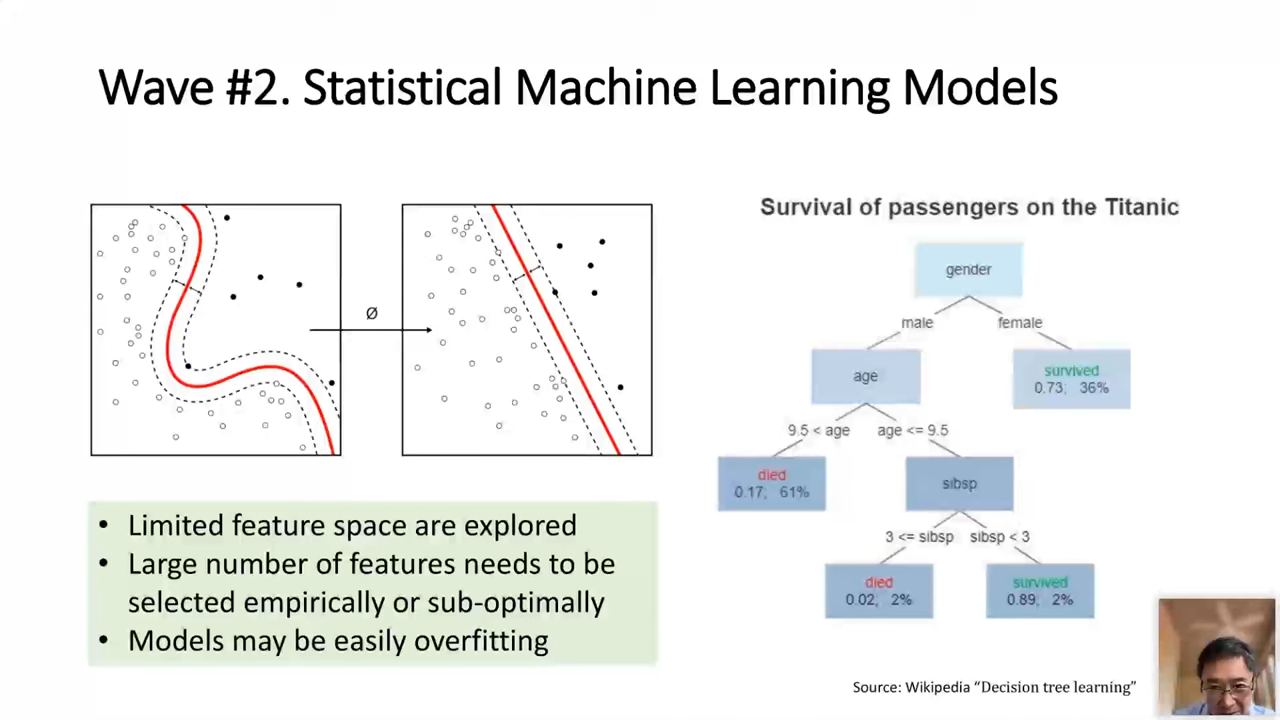 Wave #2. Statistical Machine Learning Models
Ø
• Limited feature space are explored
• Large number of features needs to be
selected empirically or sub-optimally
• Models may be easily overfitting
Survival of passengers on the Titanic
gender
male female
age
survived
0.73; 36%
9.5 < age age <= 9.5
died
0.17; 61%
sibsp
3 <= sibsp sibsp < 3
died
0.02; 2%
survived
0.89; 2%
Source: Wikipedia “Decision tree learning”